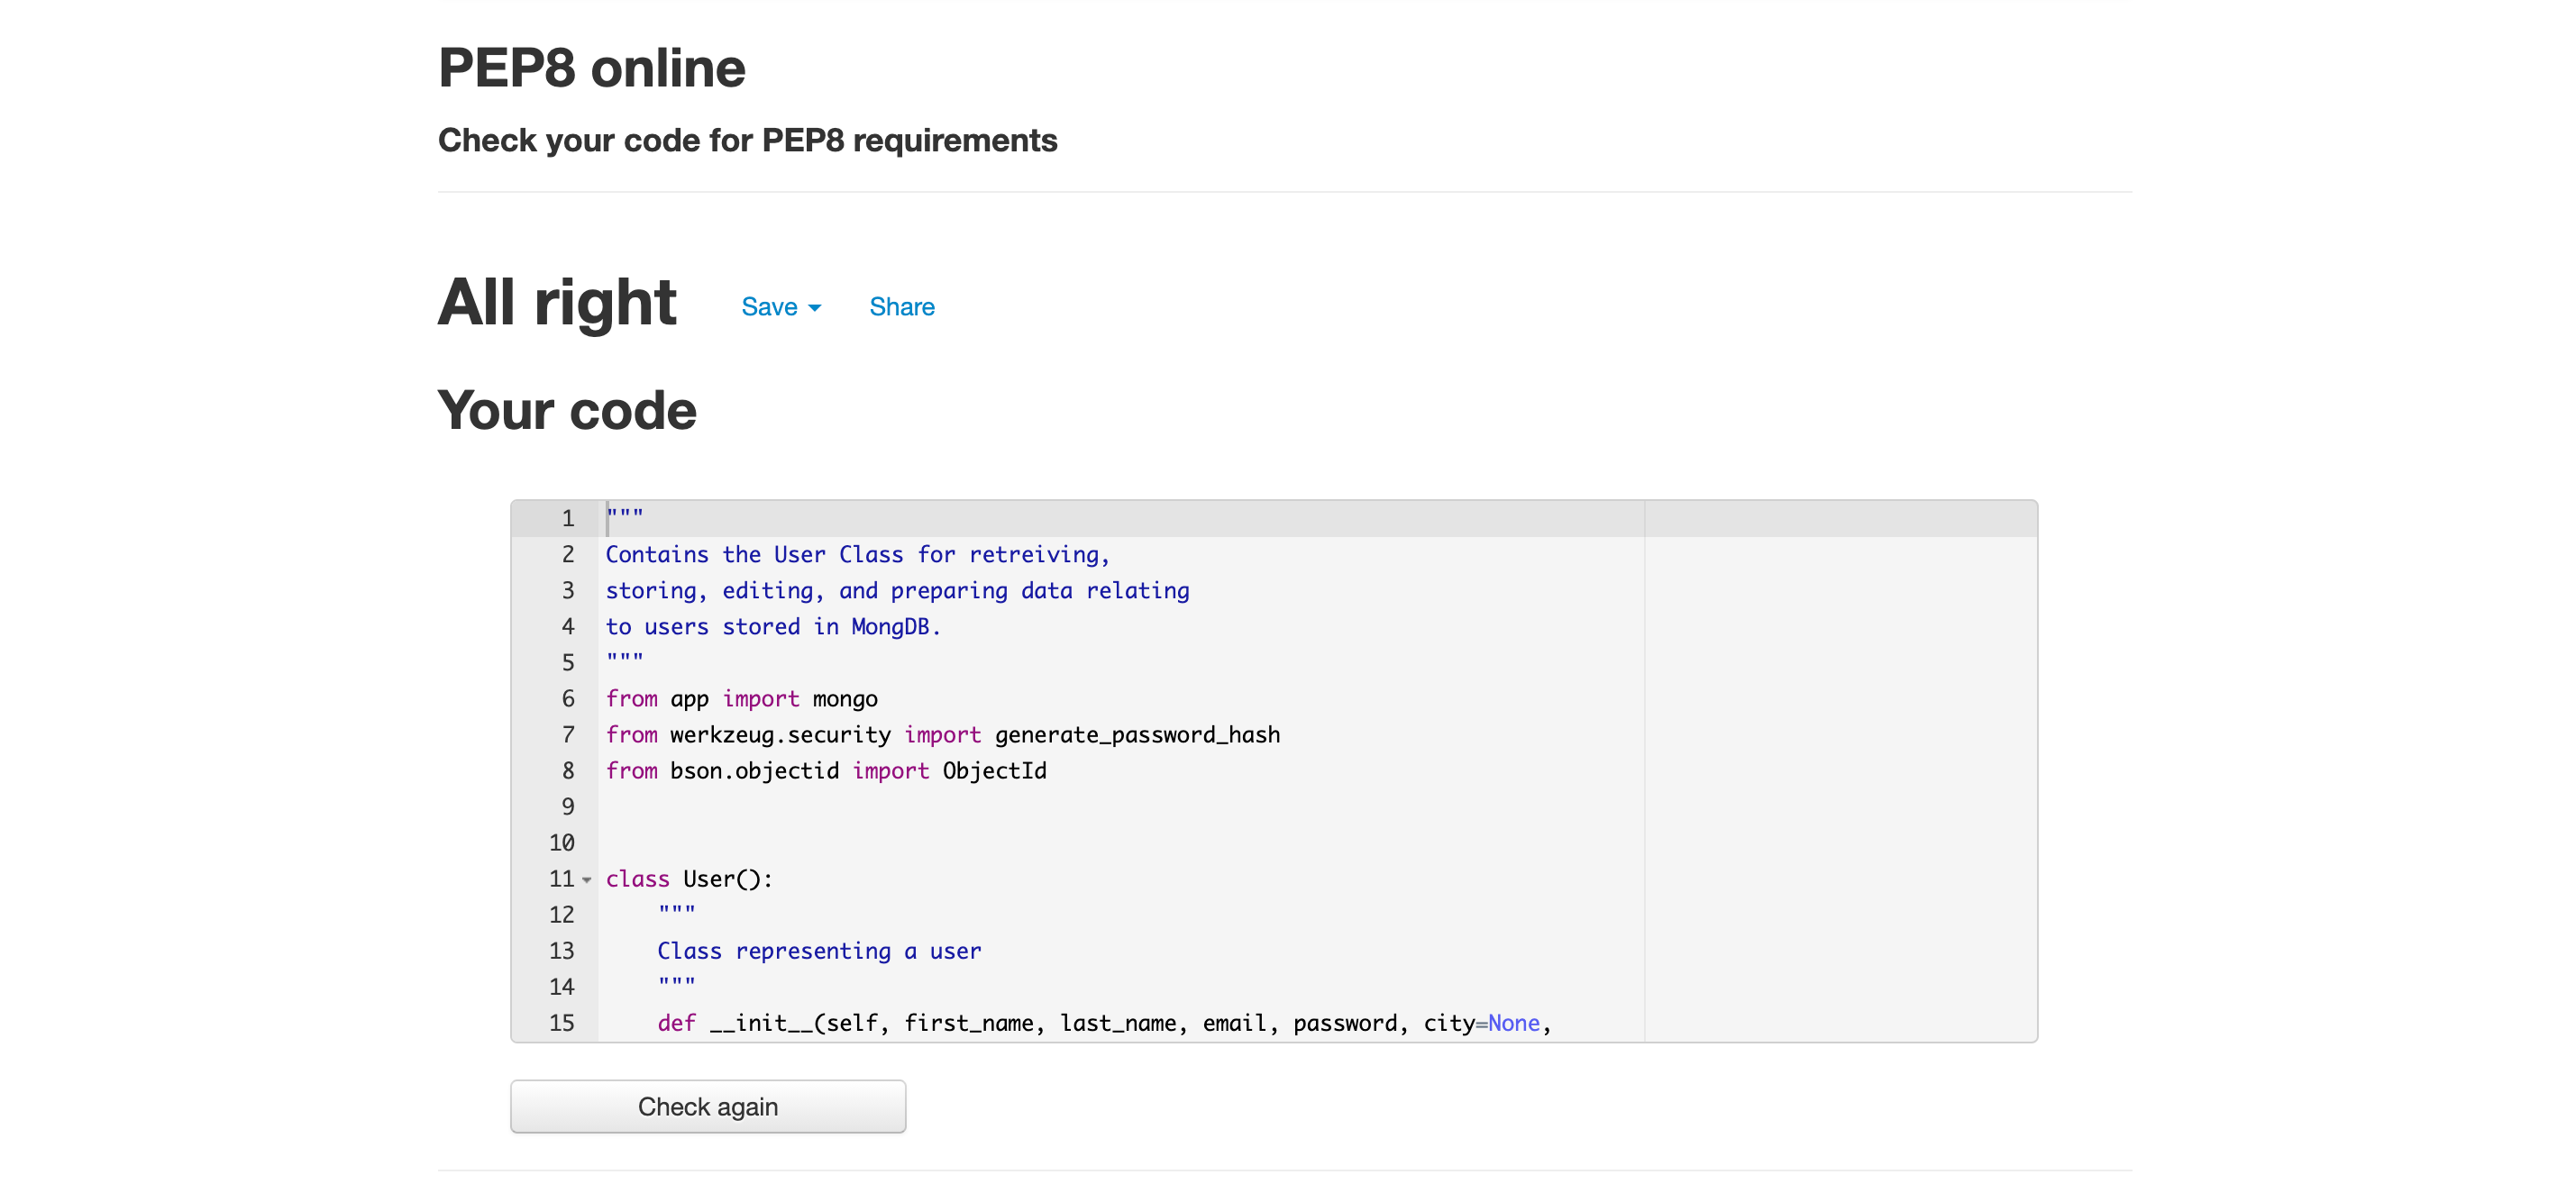 PEP8 online
Check your code for PEP8 requirements
All right Save Share
Your code
1 """
2 Contains the User Class for retreiving,
3 storing, editing, and preparing data relating
4 to users stored in MongDB.
5 """
6 from app import mongo
7 from werkzeug.security import generate_password_hash
8 from bson.objectid import ObjectId
9
10
11 class User():
12     """
13     Class representing a user
14     """
15     def __init__(self, first_name, last_name, email, password, city=None,
Check again